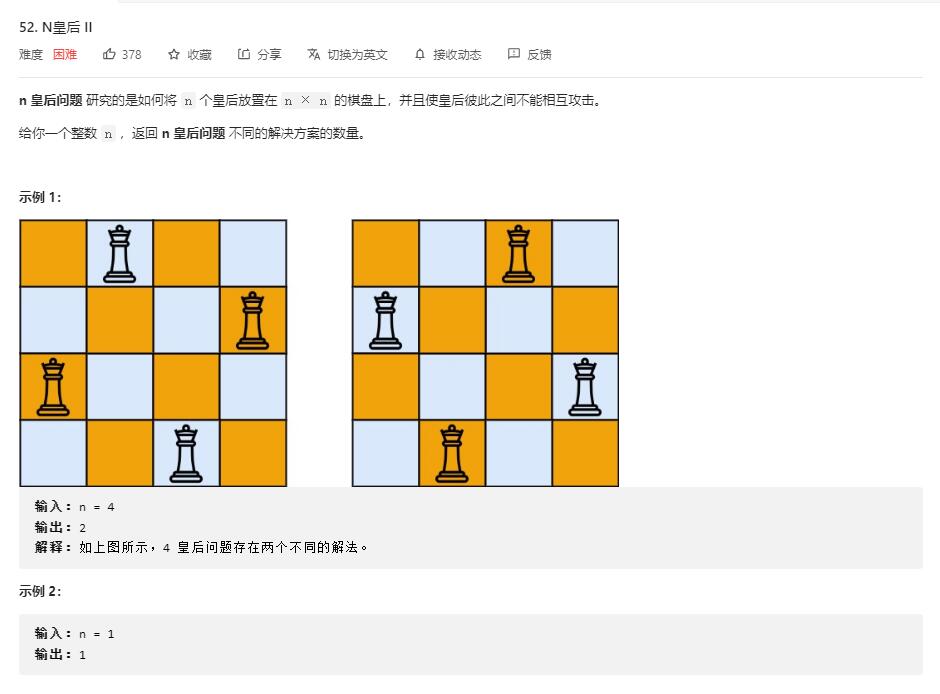 52. N皇后 II
难度 困难 378 收藏 分享 切换为英文 接收动态 反馈
n 皇后问题 研究的是如何将 n 个皇后放置在 n × n 的棋盘上，并且使皇后彼此之间不能相互攻击。
给你一个整数 n ，返回 n 皇后问题 不同的解决方案的数量。
示例 1：
输入：n = 4
输出：2
解释：如上图所示，4 皇后问题存在两个不同的解法。
示例 2：
输入：n = 1
输出：1